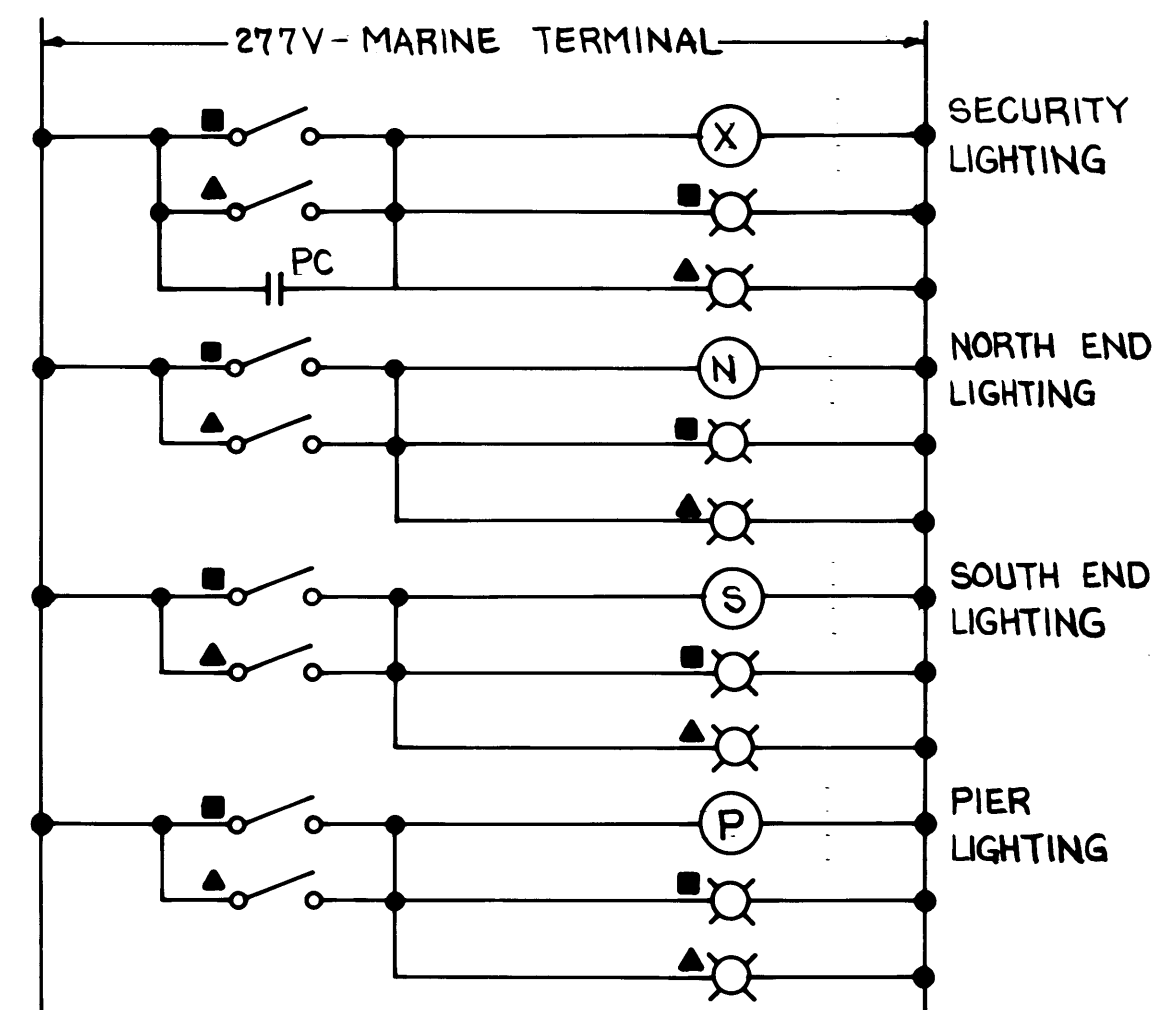 277V- MARINE TERMINAL
SECURITY
LIGHTING
X
PC
NORTH END
LIGHTING
N
SOUTH END
LIGHTING
S
PIER
LIGHTING
P